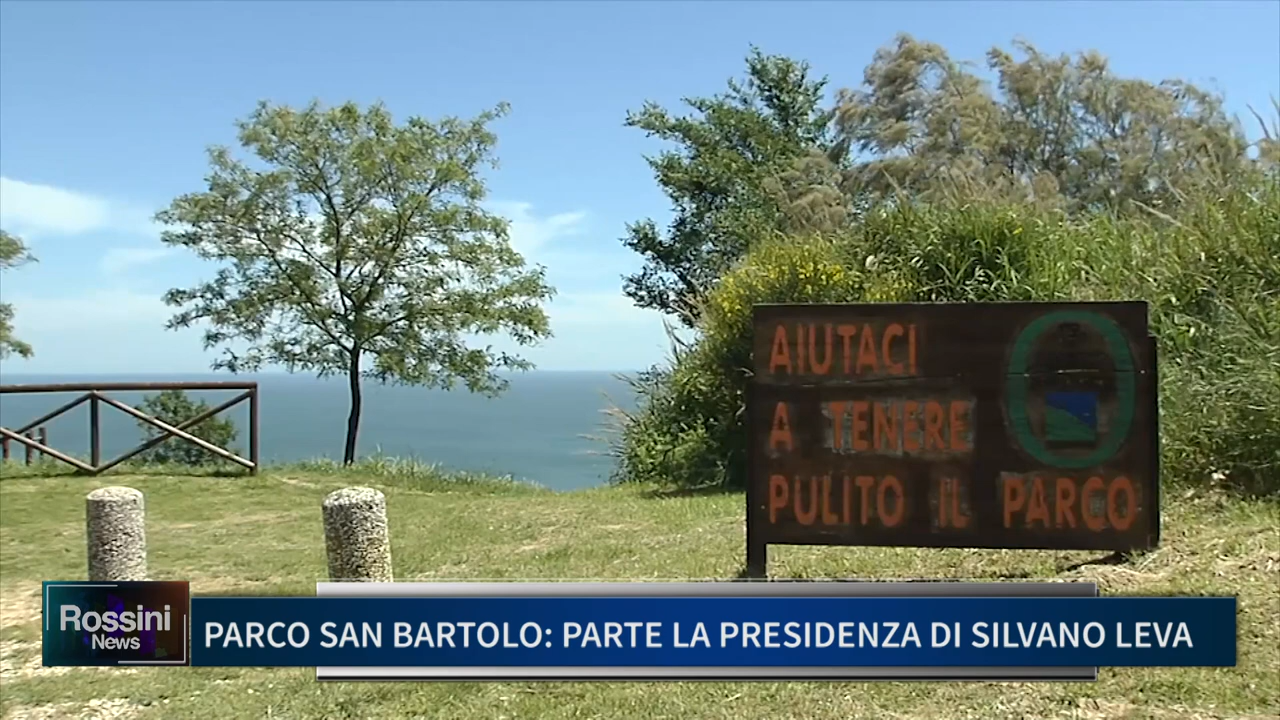 AIUTACI
A TENERE
PULITO IL PARCO
Rossini
News
PARCO SAN BARTOLO: PARTE LA PRESIDENZA DI SILVANO LEVA